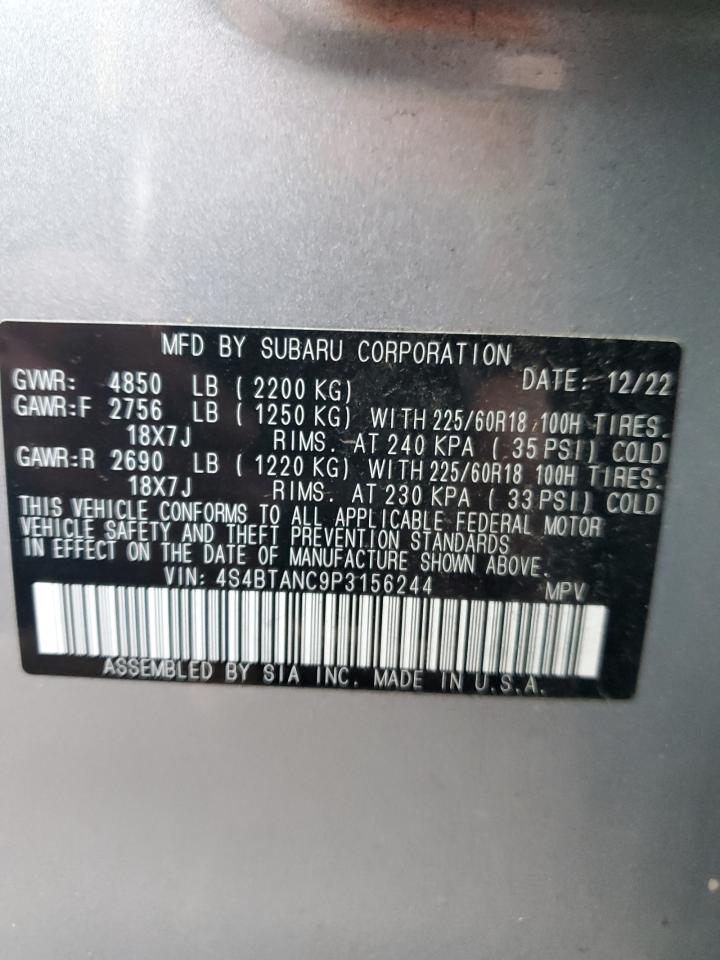 MFD BY SUBARU CORPORATION
DATE: 12/22
GVWR: 4850 LB ( 2200 KG)
GAWR:F 2756 LB ( 1250 KG) WITH 225/60R18 100H TIRES.
18X7J RIMS. AT 240 KPA ( 35 PSI) COLD
GAWR:R 2690 LB ( 1220 KG) WITH 225/60R18 100H TIRES.
18X7J RIMS. AT 230 KPA ( 33 PSI) COLD
THIS VEHICLE CONFORMS TO ALL APPLICABLE FEDERAL MOTOR
VEHICLE SAFETY AND THEFT PREVENTION STANDARDS
IN EFFECT ON THE DATE OF MANUFACTURE SHOWN ABOVE.
VIN: 4S4BTANC9P3156244 MPV
ASSEMBLED BY SIA INC. MADE IN U.S.A.